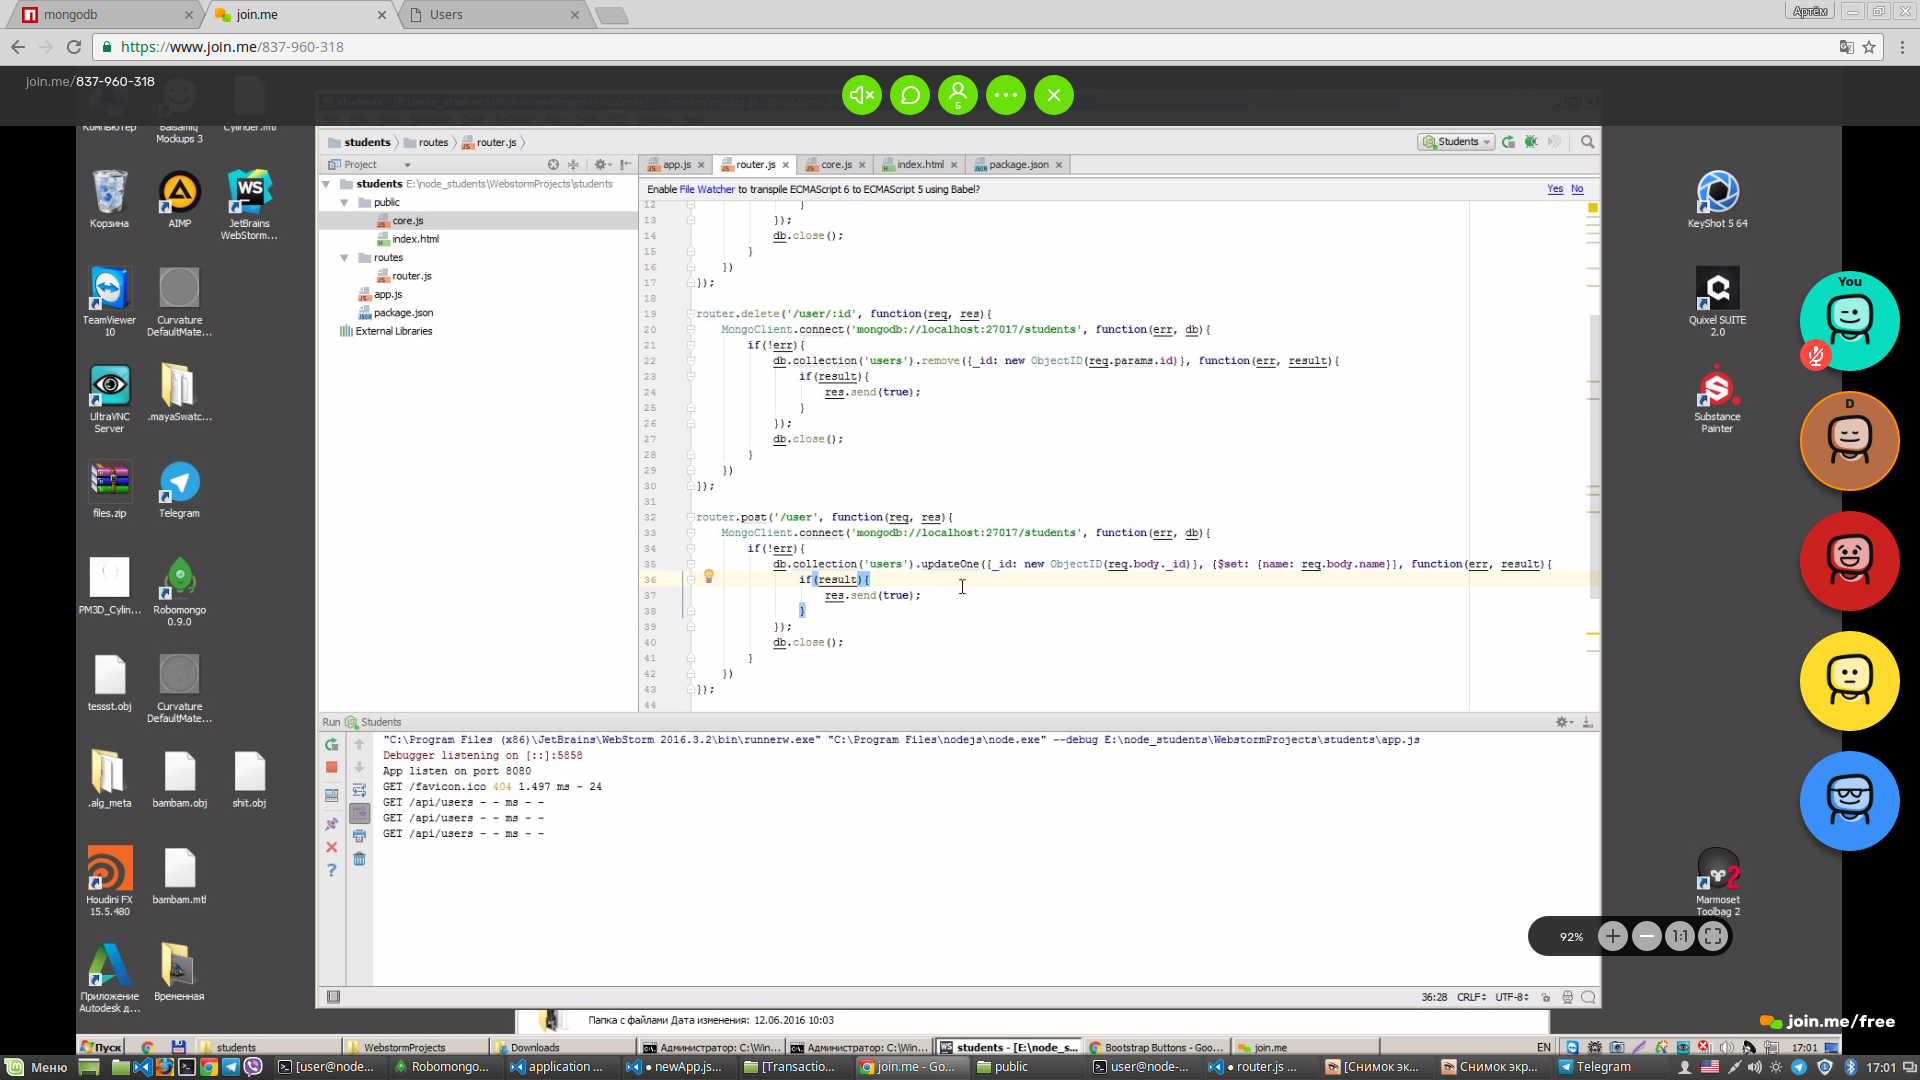 mongodb
join.me
Users
Артём
https://www.join.me/837-960-318
join.me/837-960-318
5
Компьютер
Balsamiq Mockups 3
Cylinder.mtl
students
routes
router.js
Students
Project
app.js
router.js
core.js
index.html
package.json
Enable File Watcher to transpile ECMAScript 6 to ECMAScript 5 using Babel?
Yes
No
students E:\node_students\WebstormProjects\students
public
core.js
index.html
routes
router.js
app.js
package.json
External Libraries
12 }
13 });
14 db.close();
15 }
16 })
17 });
18
19 router.delete('/user/:id', function(req, res){
20 MongoClient.connect('mongodb://localhost:27017/students', function(err, db){
21 if(!err){
22 db.collection('users').remove({_id: new ObjectID(req.params.id)}, function(err, result){
23 if(result){
24 res.send(true);
25 }
26 });
27 db.close();
28 }
29 })
30 });
31
32 router.post('/user', function(req, res){
33 MongoClient.connect('mongodb://localhost:27017/students', function(err, db){
34 if(!err){
35 db.collection('users').updateOne({_id: new ObjectID(req.body._id)}, {$set: {name: req.body.name}}, function(err, result){
36 if(result){
37 res.send(true);
38 }
39 });
40 db.close();
41 }
42 })
43 });
44
Run Students
"C:\Program Files (x86)\JetBrains\WebStorm 2016.3.2\bin\runnerw.exe" "C:\Program Files\nodejs\node.exe" --debug E:\node_students\WebstormProjects\students\app.js
Debugger listening on [::]:5858
App listen on port 8080
GET /favicon.ico 404 1.497 ms - 24
GET /api/users - - ms - -
GET /api/users - - ms - -
GET /api/users - - ms - -
36:28
CRLF
UTF-8
Корзина
AIMP
JetBrains WebStorm...
TeamViewer 10
Curvature DefaultMate...
UltraVNC Server
.mayaSwatc...
files.zip
Telegram
PM3D_Cylin...
Robomongo 0.9.0
tessst.obj
Curvature DefaultMate...
.alg_meta
bambam.obj
shit.obj
Houdini FX 15.5.480
bambam.mtl
Приложение Autodesk д...
Временная
KeyShot 5 64
Quixel SUITE 2.0
Substance Painter
Marmoset Toolbag 2
You
D
92%
1:1
join.me/free
Папка с файлами Дата изменения: 12.06.2016 10:03
Пуск
students
WebstormProjects
Downloads
Администратор: C:\Win...
Администратор: C:\Win...
students - [E:\node_s...
Bootstrap Buttons - Goo...
join.me
EN
17:01
Меню
[user@node...
Robomongo...
application ...
● newApp.js...
[Transactio...
join.me - Go...
public
user@node-...
● router.js ...
[Снимок эк...
Снимок экр...
Telegram
17:01